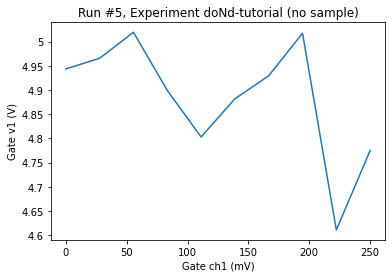 Run #5, Experiment doNd-tutorial (no sample)
Gate v1 (V)
5
4.95
4.9
4.85
4.8
4.75
4.7
4.65
4.6
0 50 100 150 200 250
Gate ch1 (mV)